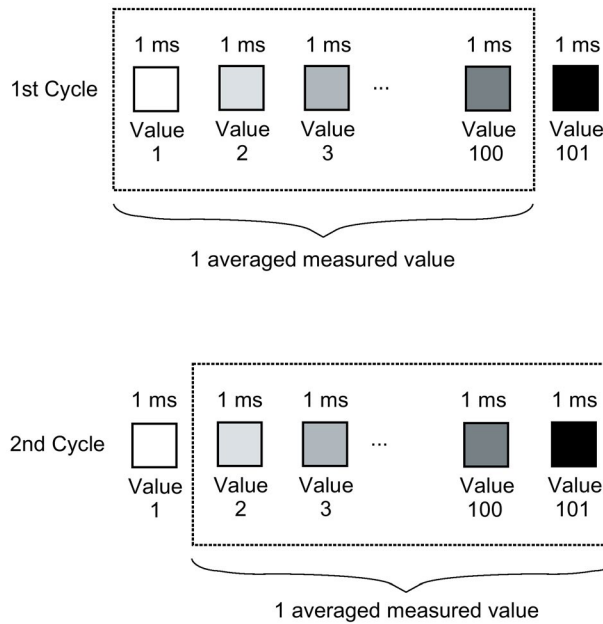 1 ms 1 ms 1 ms 1 ms 1 ms
1st Cycle ...
Value Value Value Value Value
1 2 3 100 101
1 averaged measured value
1 ms 1 ms 1 ms 1 ms 1 ms
2nd Cycle ...
Value Value Value Value Value
1 2 3 100 101
1 averaged measured value